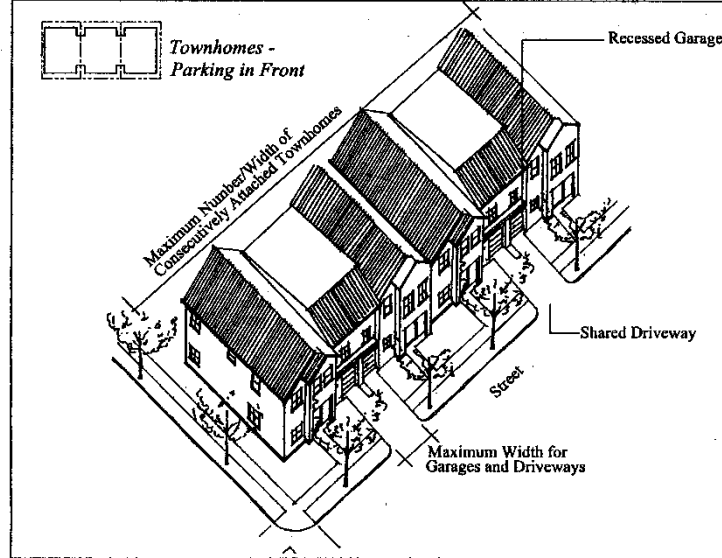 Townhomes -
Parking in Front
Recessed Garage
Maximum Number/Width of
Consecutively Attached Townhomes
Shared Driveway
Street
Maximum Width for
Garages and Driveways